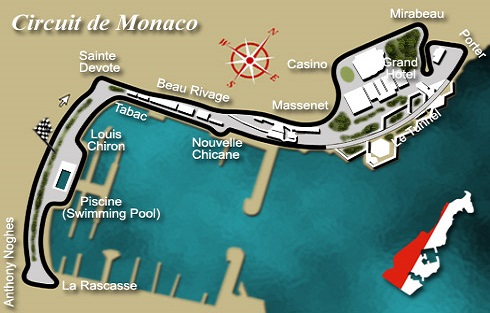 Circuit de Monaco
Mirabeau
Porter
Sainte
Devote
Casino
Grand
Hotel
N
E
S
W
Beau Rivage
Massenet
Tabac
Le Tunnel
Louis
Chiron
Nouvelle
Chicane
Piscine
(Swimming Pool)
Anthony Noghes
La Rascasse